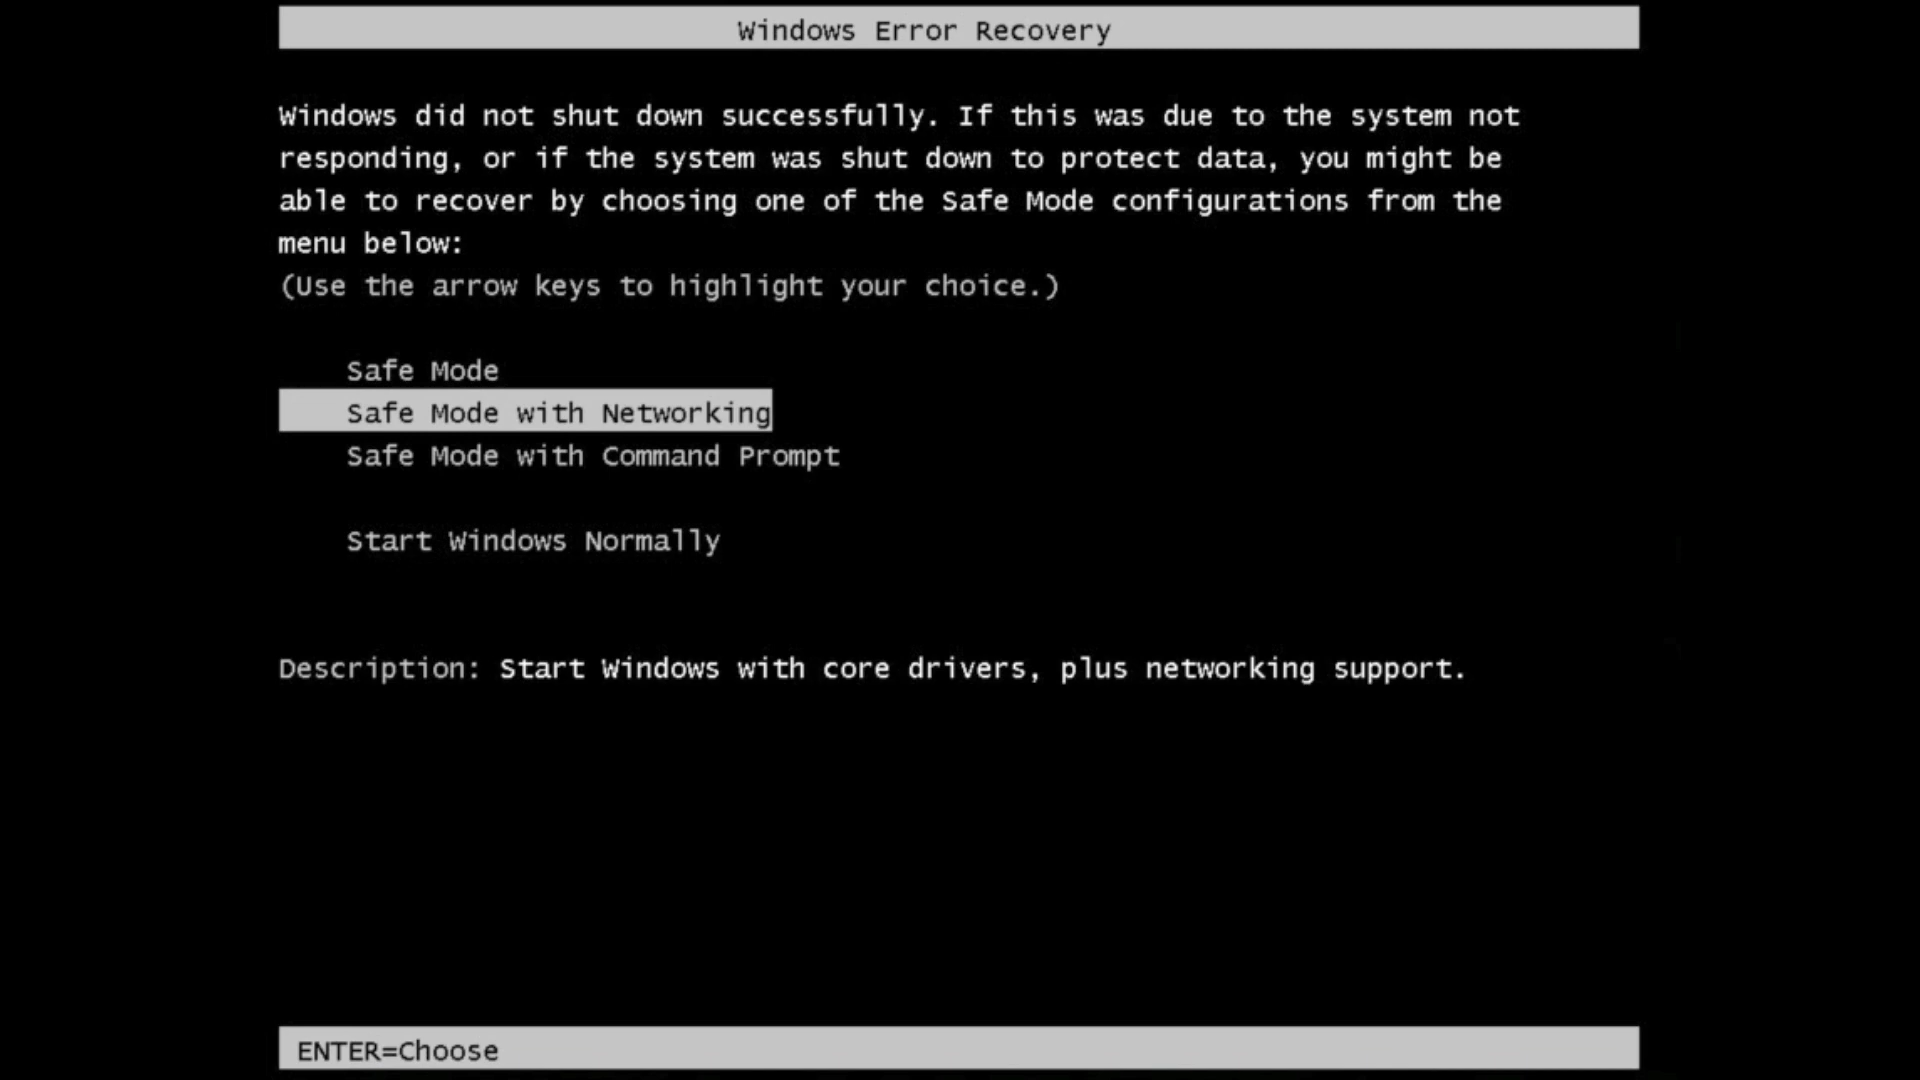 Windows Error Recovery
Windows did not shut down successfully. If this was due to the system not
responding, or if the system was shut down to protect data, you might be
able to recover by choosing one of the Safe Mode configurations from the
menu below:
(Use the arrow keys to highlight your choice.)
Safe Mode
Safe Mode with Networking
Safe Mode with Command Prompt
Start Windows Normally
Description: Start Windows with core drivers, plus networking support.
ENTER=Choose